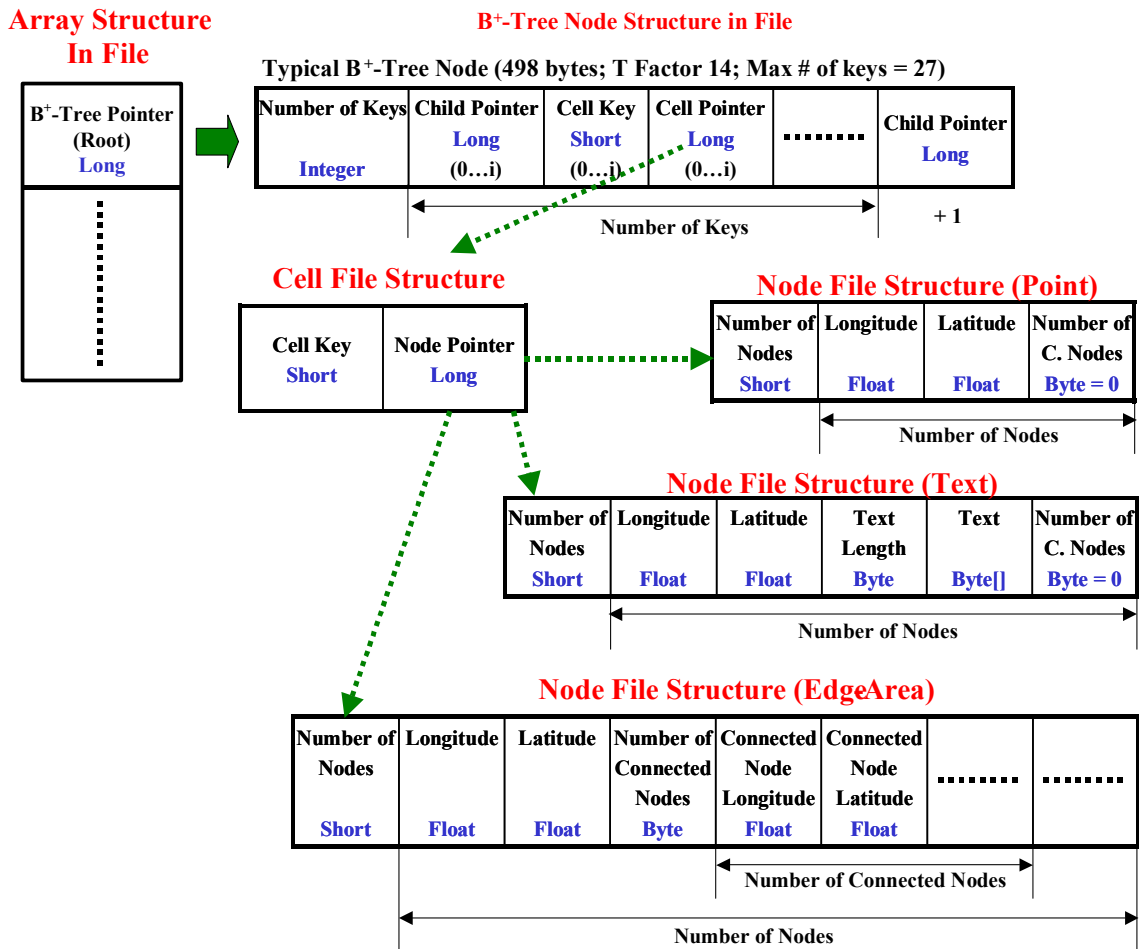 Array Structure
In File
B+-Tree Pointer
(Root)
Long
B+-Tree Node Structure in File
Typical B+-Tree Node (498 bytes; T Factor 14; Max # of keys = 27)
Number of Keys
Integer
Child Pointer
Long
(0…i)
Cell Key
Short
(0…i)
Cell Pointer
Long
(0…i)
Child Pointer
Long
Number of Keys
+ 1
Cell File Structure
Cell Key
Short
Node Pointer
Long
Node File Structure (Point)
Number of
Nodes
Short
Longitude
Float
Latitude
Float
Number of
C. Nodes
Byte = 0
Number of Nodes
Node File Structure (Text)
Number of
Nodes
Short
Longitude
Float
Latitude
Float
Text
Length
Byte
Text
Byte[]
Number of
C. Nodes
Byte = 0
Number of Nodes
Node File Structure (Edge-Area)
Number of
Nodes
Short
Longitude
Float
Latitude
Float
Number of
Connected
Nodes
Byte
Connected
Node
Longitude
Float
Connected
Node
Latitude
Float
Number of Connected Nodes
Number of Nodes